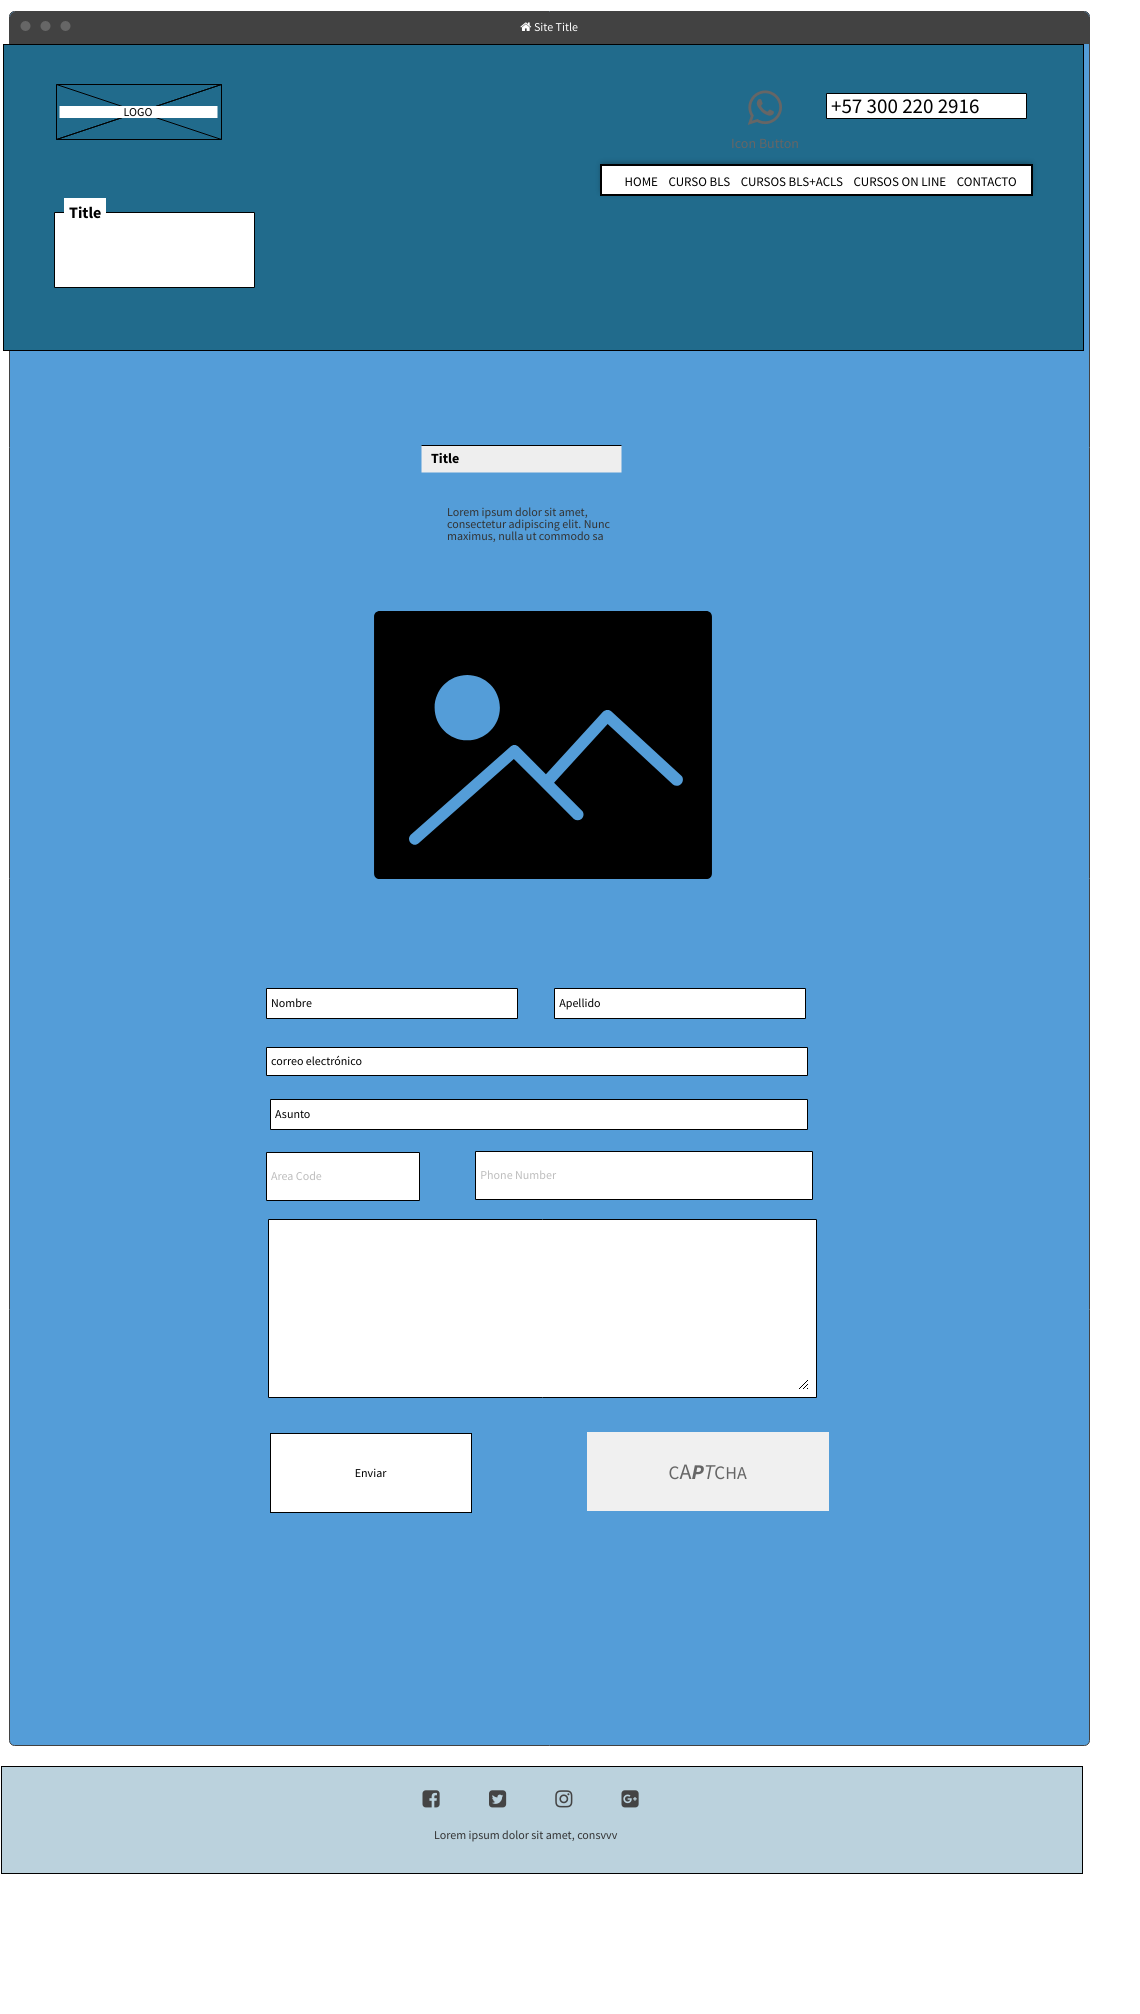 Site Title
LOGO
+57 300 220 2916
Icon Button
HOME CURSO BLS CURSOS BLS+ACLS CURSOS ON LINE CONTACTO
Title
Title
Lorem ipsum dolor sit amet,
consectetur adipiscing elit. Nunc
maximus, nulla ut commodo sa
Nombre
Apellido
correo electrónico
Asunto
Area Code
Phone Number
Enviar
CAPTCHA
Lorem ipsum dolor sit amet, consvvv